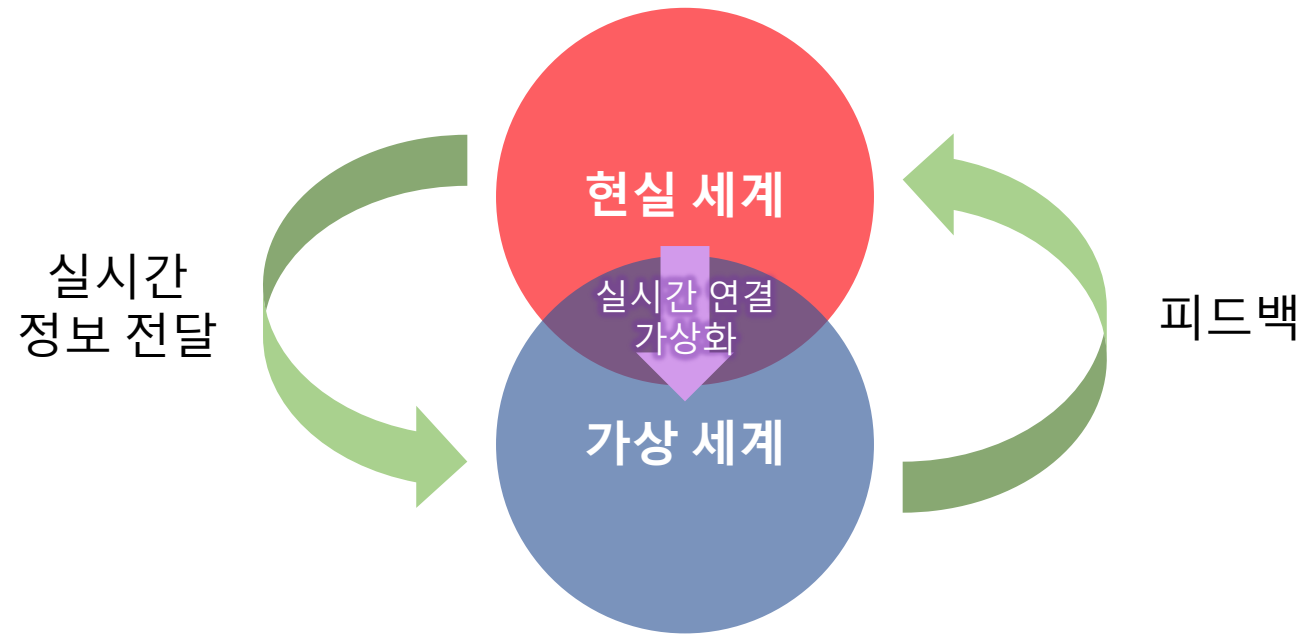 현실 세계
실시간 연결
가상화
가상 세계
실시간
정보 전달
피드백